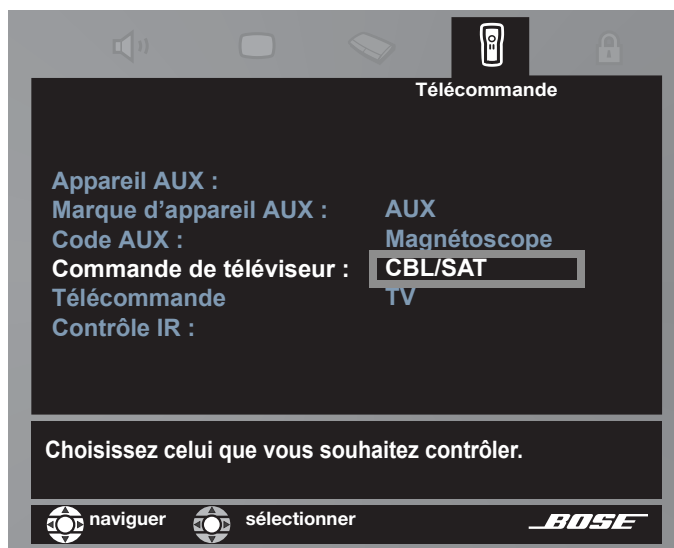 Télécommande
Appareil AUX :
Marque d'appareil AUX : AUX
Code AUX : Magnétoscope
Commande de téléviseur : CBL/SAT
Télécommande TV
Contrôle IR :
Choisissez celui que vous souhaitez contrôler.
naviguer sélectionner BOSE